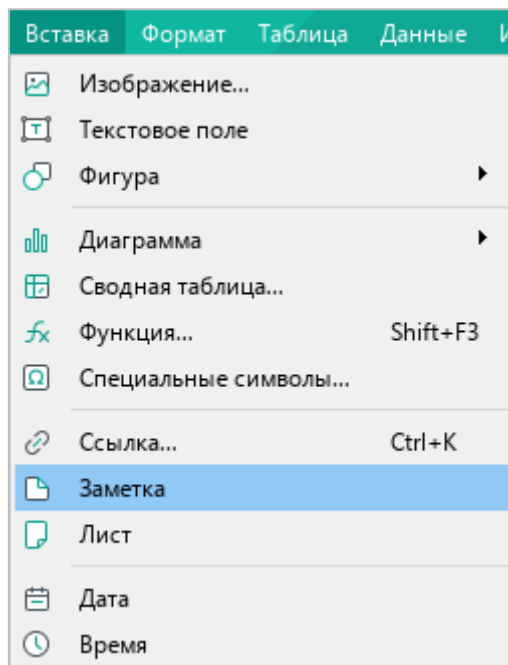 Вставка Формат Таблица Данные И
Изображение...
Текстовое поле
Фигура
Диаграмма
Сводная таблица...
Функция... Shift+F3
Специальные символы...
Ссылка... Ctrl+K
Заметка
Лист
Дата
Время